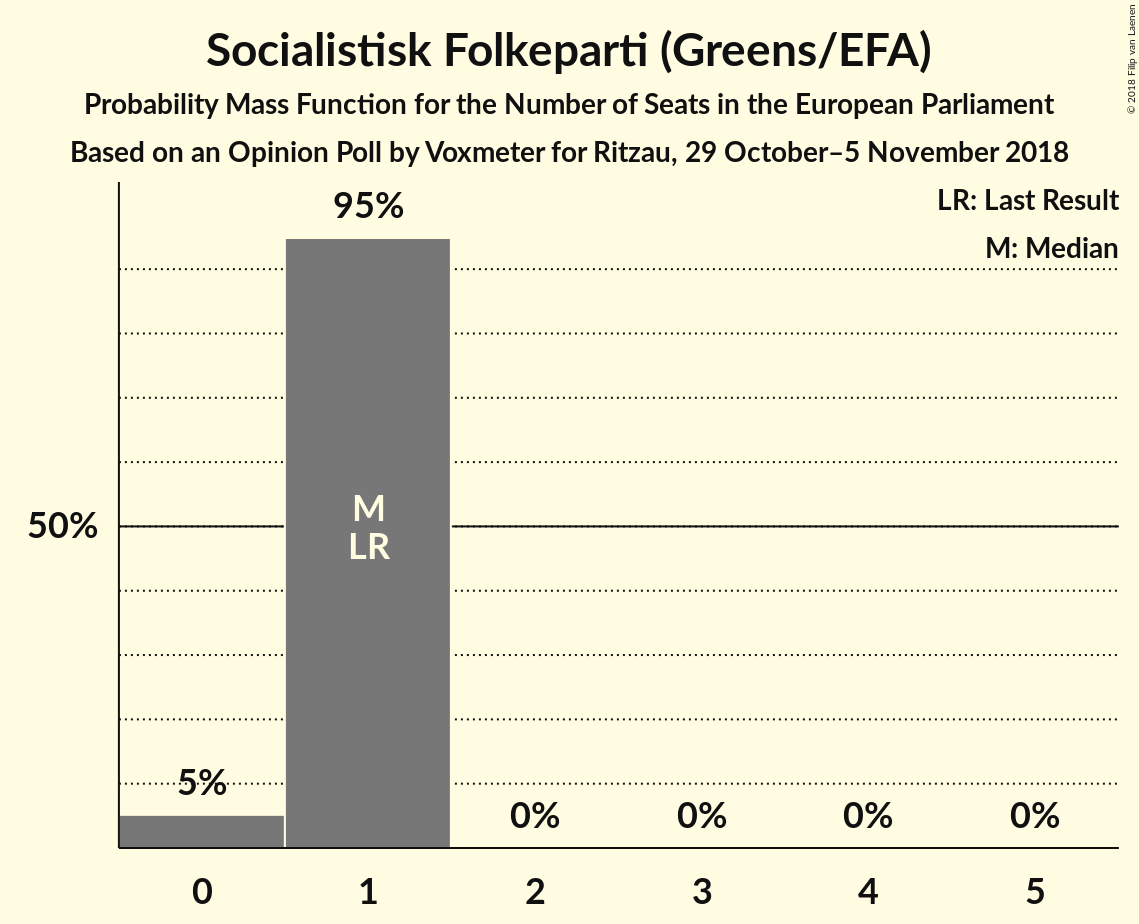 Socialistisk Folkeparti (Greens/EFA)
Probability Mass Function for the Number of Seats in the European Parliament
Based on an Opinion Poll by Voxmeter for Ritzau, 29 October–5 November 2018
© 2018 Filip van Laenen
LR: Last Result
M: Median
95%
50%
M
LR
5%
0%
0%
0%
0%
0
1
2
3
4
5